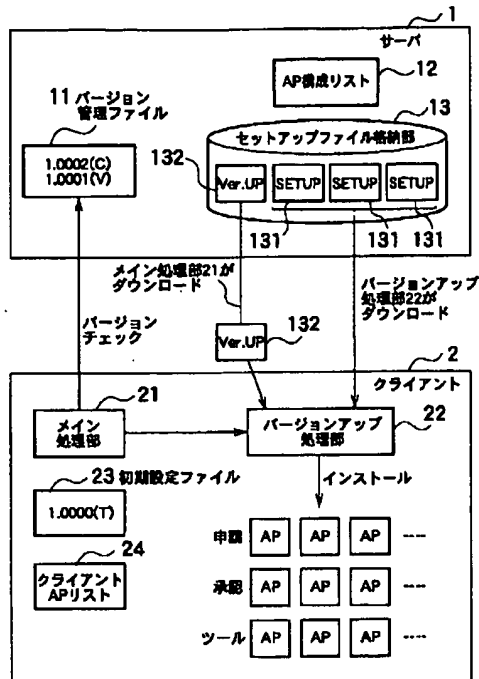 1
サーバ
12
AP構成リスト
11 バージョン
管理ファイル
1.0002(C)
1.0001(V)
13
セットアップファイル格納部
132
Ver.UP
SETUP
SETUP
SETUP
131
131
131
メイン処理部21が
ダウンロード
バージョンアップ
処理部22が
ダウンロード
バージョン
チェック
Ver.UP
132
2
クライアント
21
メイン
処理部
バージョンアップ
処理部
22
23 初期設定ファイル
1.0000(T)
インストール
24
クライアント
APリスト
申請 AP AP AP ----
承認 AP AP AP ----
ツール AP AP AP ----